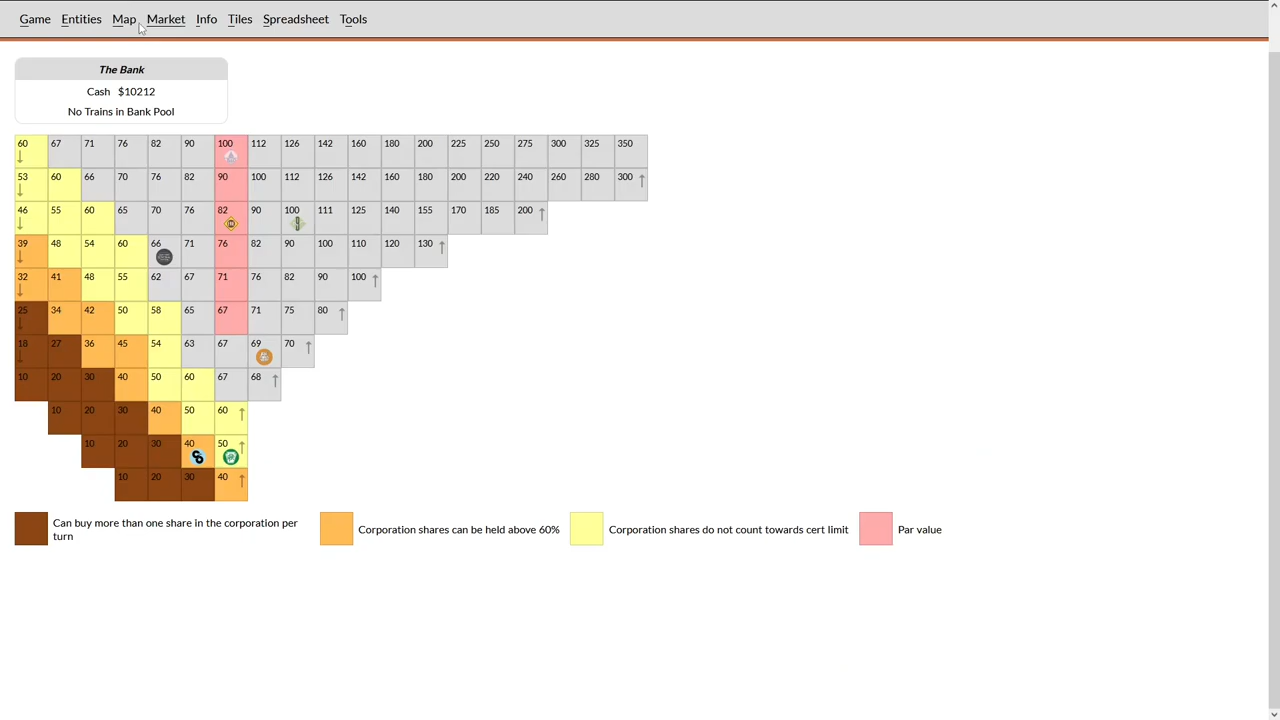 Game Entities Map Market Info Tiles Spreadsheet Tools
The Bank
Cash $10212
No Trains in Bank Pool
60 67 71 76 82 90 100 112 126 142 160 180 200 225 250 275 300 325 350
↓
53 60 66 70 76 82 90 100 112 126 142 160 180 200 220 240 260 280 300 ↑
↓
46 55 60 65 70 76 82 90 100 111 125 140 155 170 185 200 ↑
↓
39 48 54 60 66 71 76 82 90 100 110 120 130 ↑
↓
32 41 48 55 62 67 71 76 82 90 100 ↑
↓
25 34 42 50 58 65 67 71 75 80 ↑
↓
18 27 36 45 54 63 67 69 70 ↑
↓
10 20 30 40 50 60 67 68 ↑
10 20 30 40 50 60 ↑
10 20 30 40 50 ↑
10 20 30 40 ↑
Can buy more than one share in the corporation per
turn
Corporation shares can be held above 60%
Corporation shares do not count towards cert limit
Par value